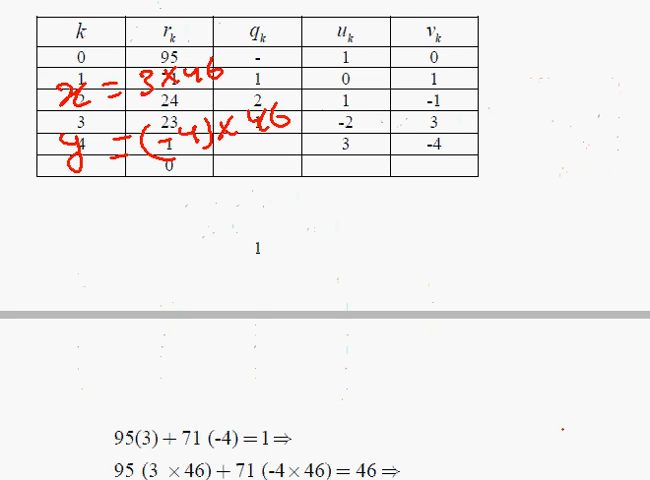 k r_k q_k u_k v_k
0 95 - 1 0
1 1 0 1
x = 3 × 46
2 24 2 1 -1
3 23 -2 3
y = (-4) × 46
4 1 3 -4
0
1
95(3) + 71 (-4) = 1 ⇒
95 (3 × 46) + 71 (-4 × 46) = 46 ⇒